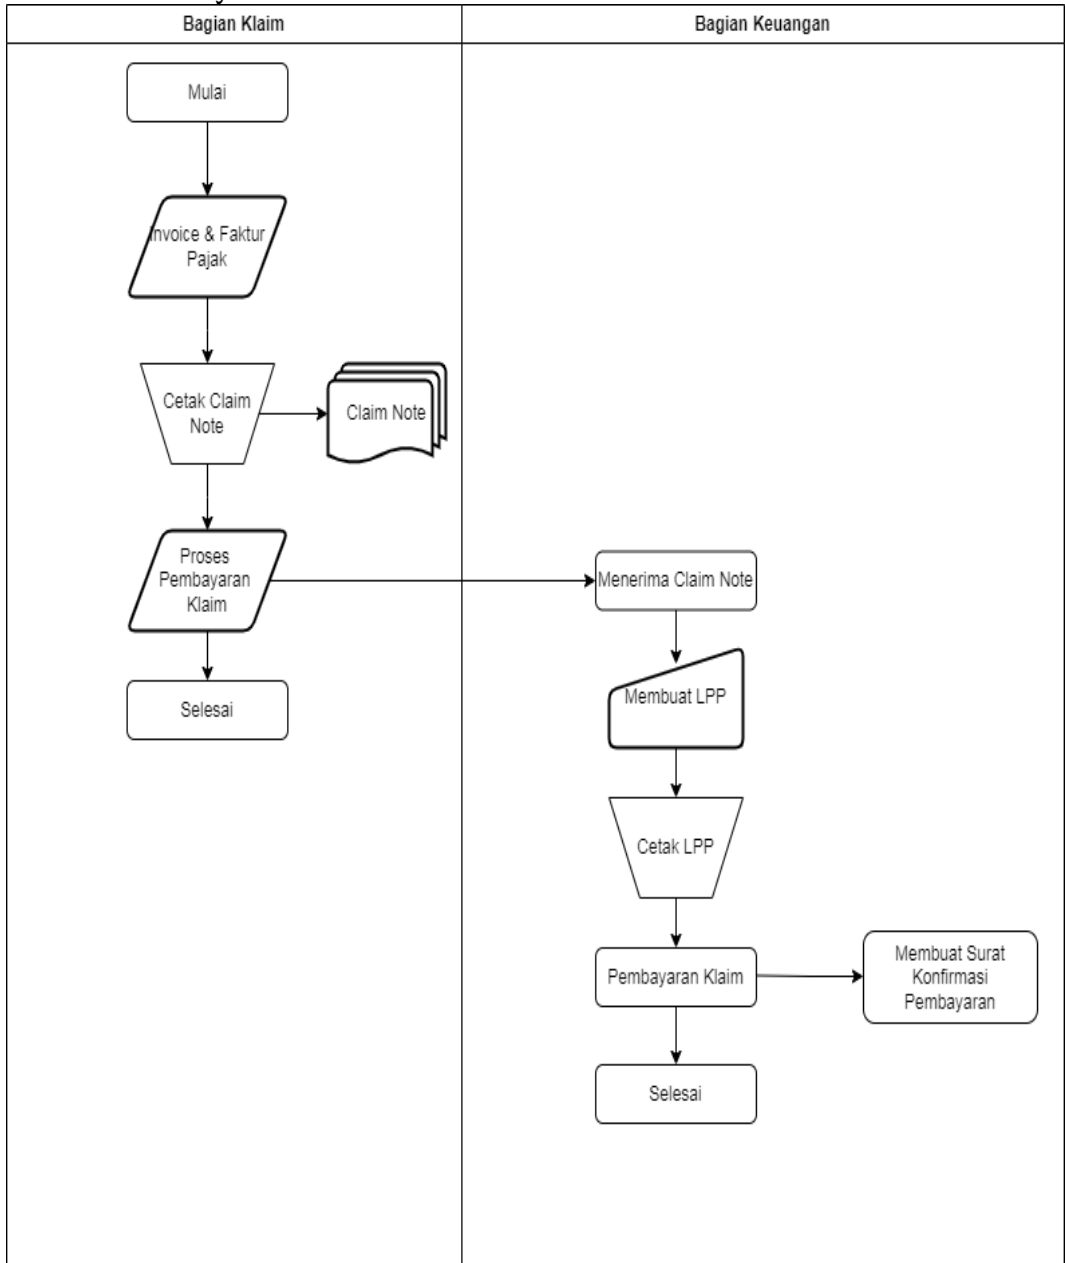 Bagian Klaim
Bagian Keuangan
Mulai
Invoice & Faktur
Pajak
Cetak Claim
Note
Claim Note
Proses
Pembayaran
Klaim
Selesai
Menerima Claim Note
Membuat LPP
Cetak LPP
Pembayaran Klaim
Membuat Surat
Konfirmasi
Pembayaran
Selesai